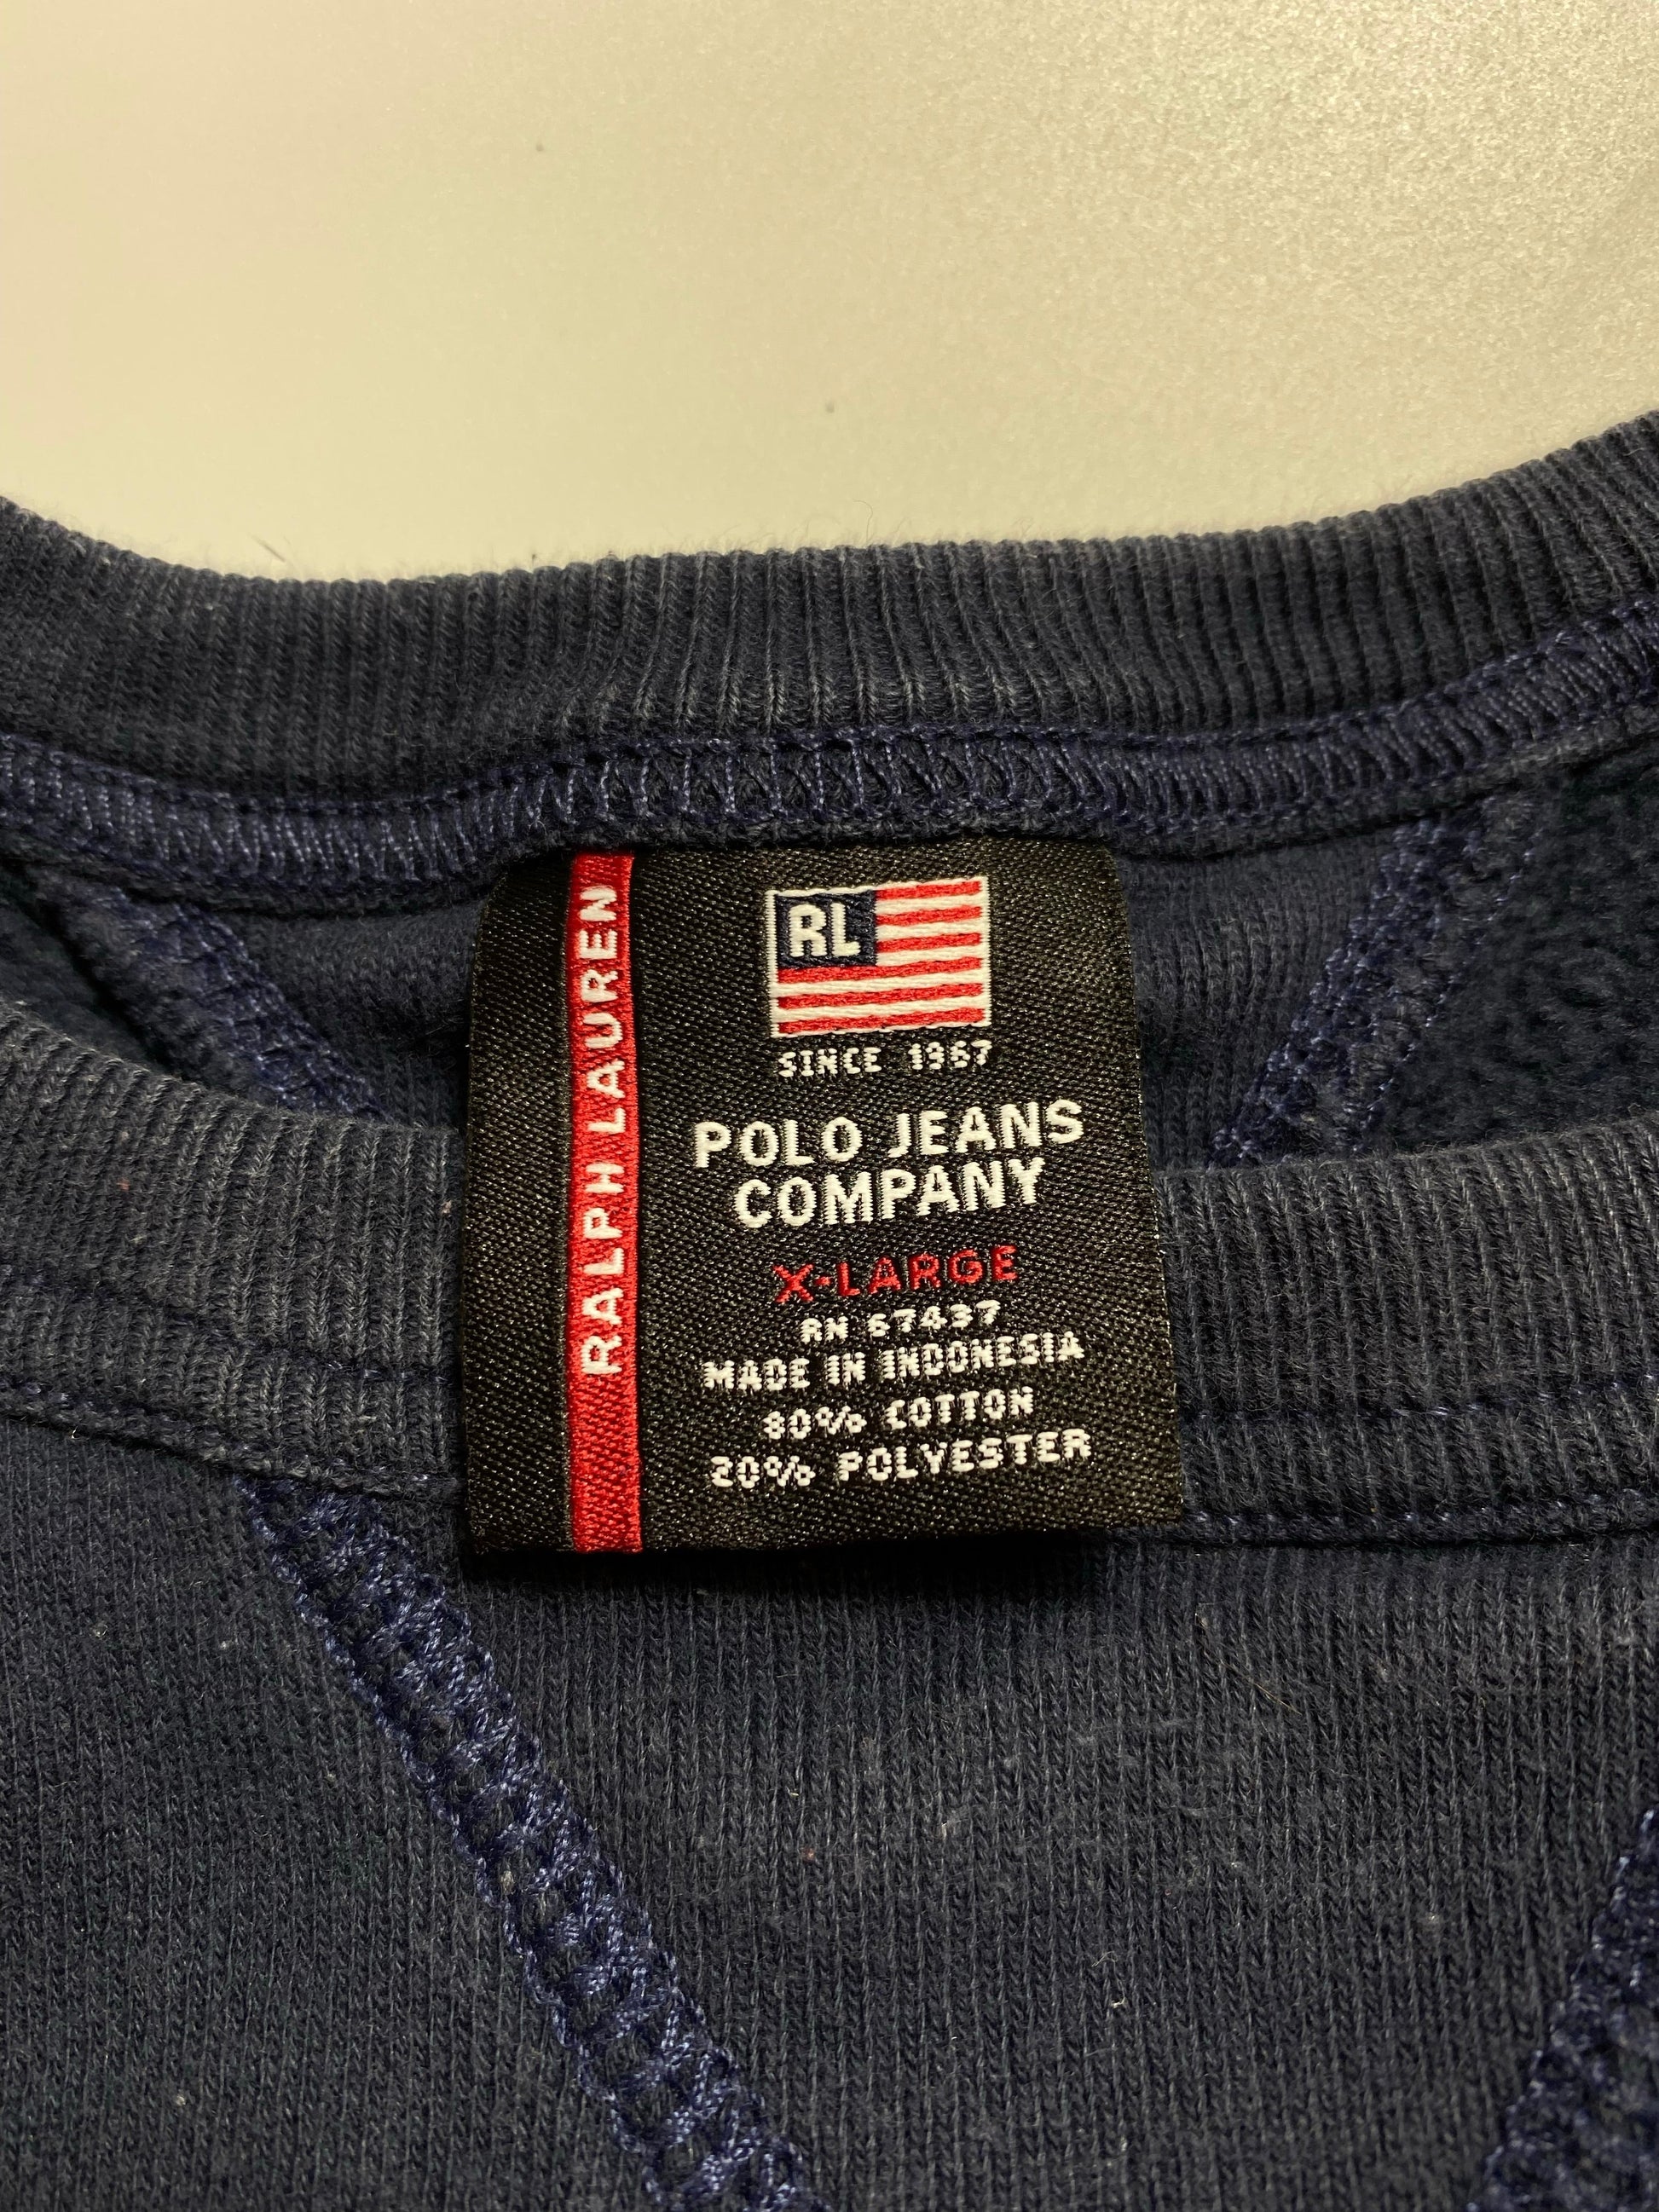 RALPH LAUREN
RL
SINCE 1967
POLO JEANS
COMPANY
X-LARGE
RN 67437
MADE IN INDONESIA
80% COTTON
20% POLYESTER